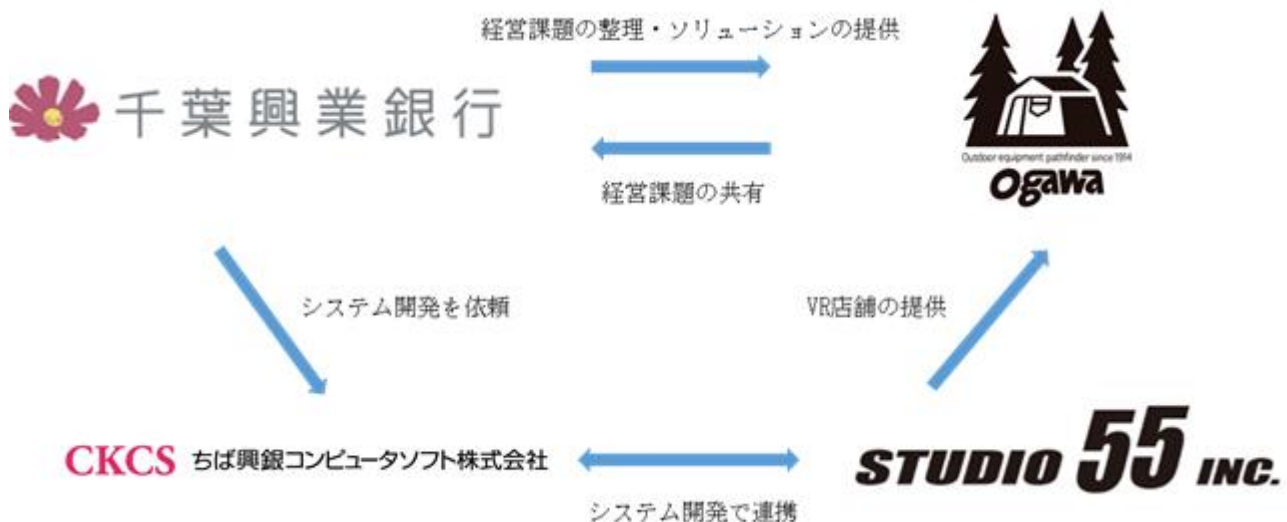 経営課題の整理・ソリューションの提供
千葉興業銀行
Outdoor equipment pathfinder since 1914
ogawa
経営課題の共有
システム開発を依頼
VR店舗の提供
CKCS ちば興銀コンピュータソフト株式会社
STUDIO 55 INC.
システム開発で連携